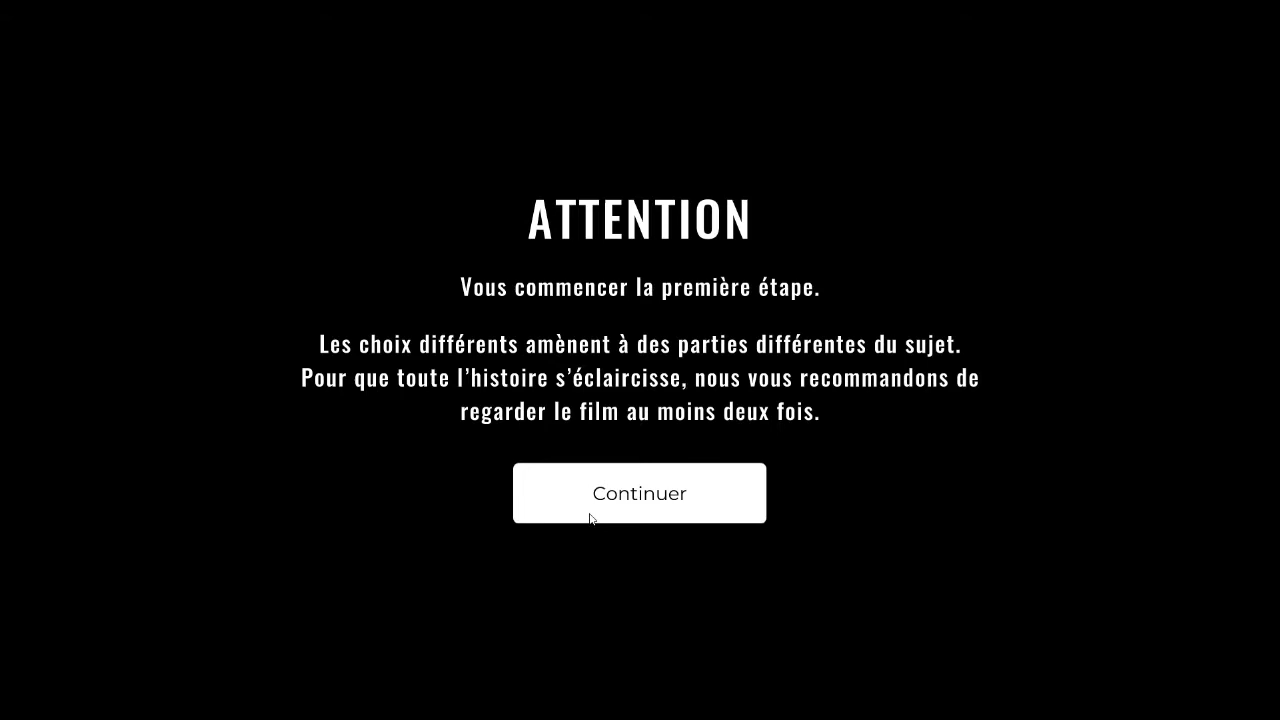 ATTENTION
Vous commencer la première étape.
Les choix différents amènent à des parties différentes du sujet.
Pour que toute l’histoire s’éclaircisse, nous vous recommandons de
regarder le film au moins deux fois.
Continuer